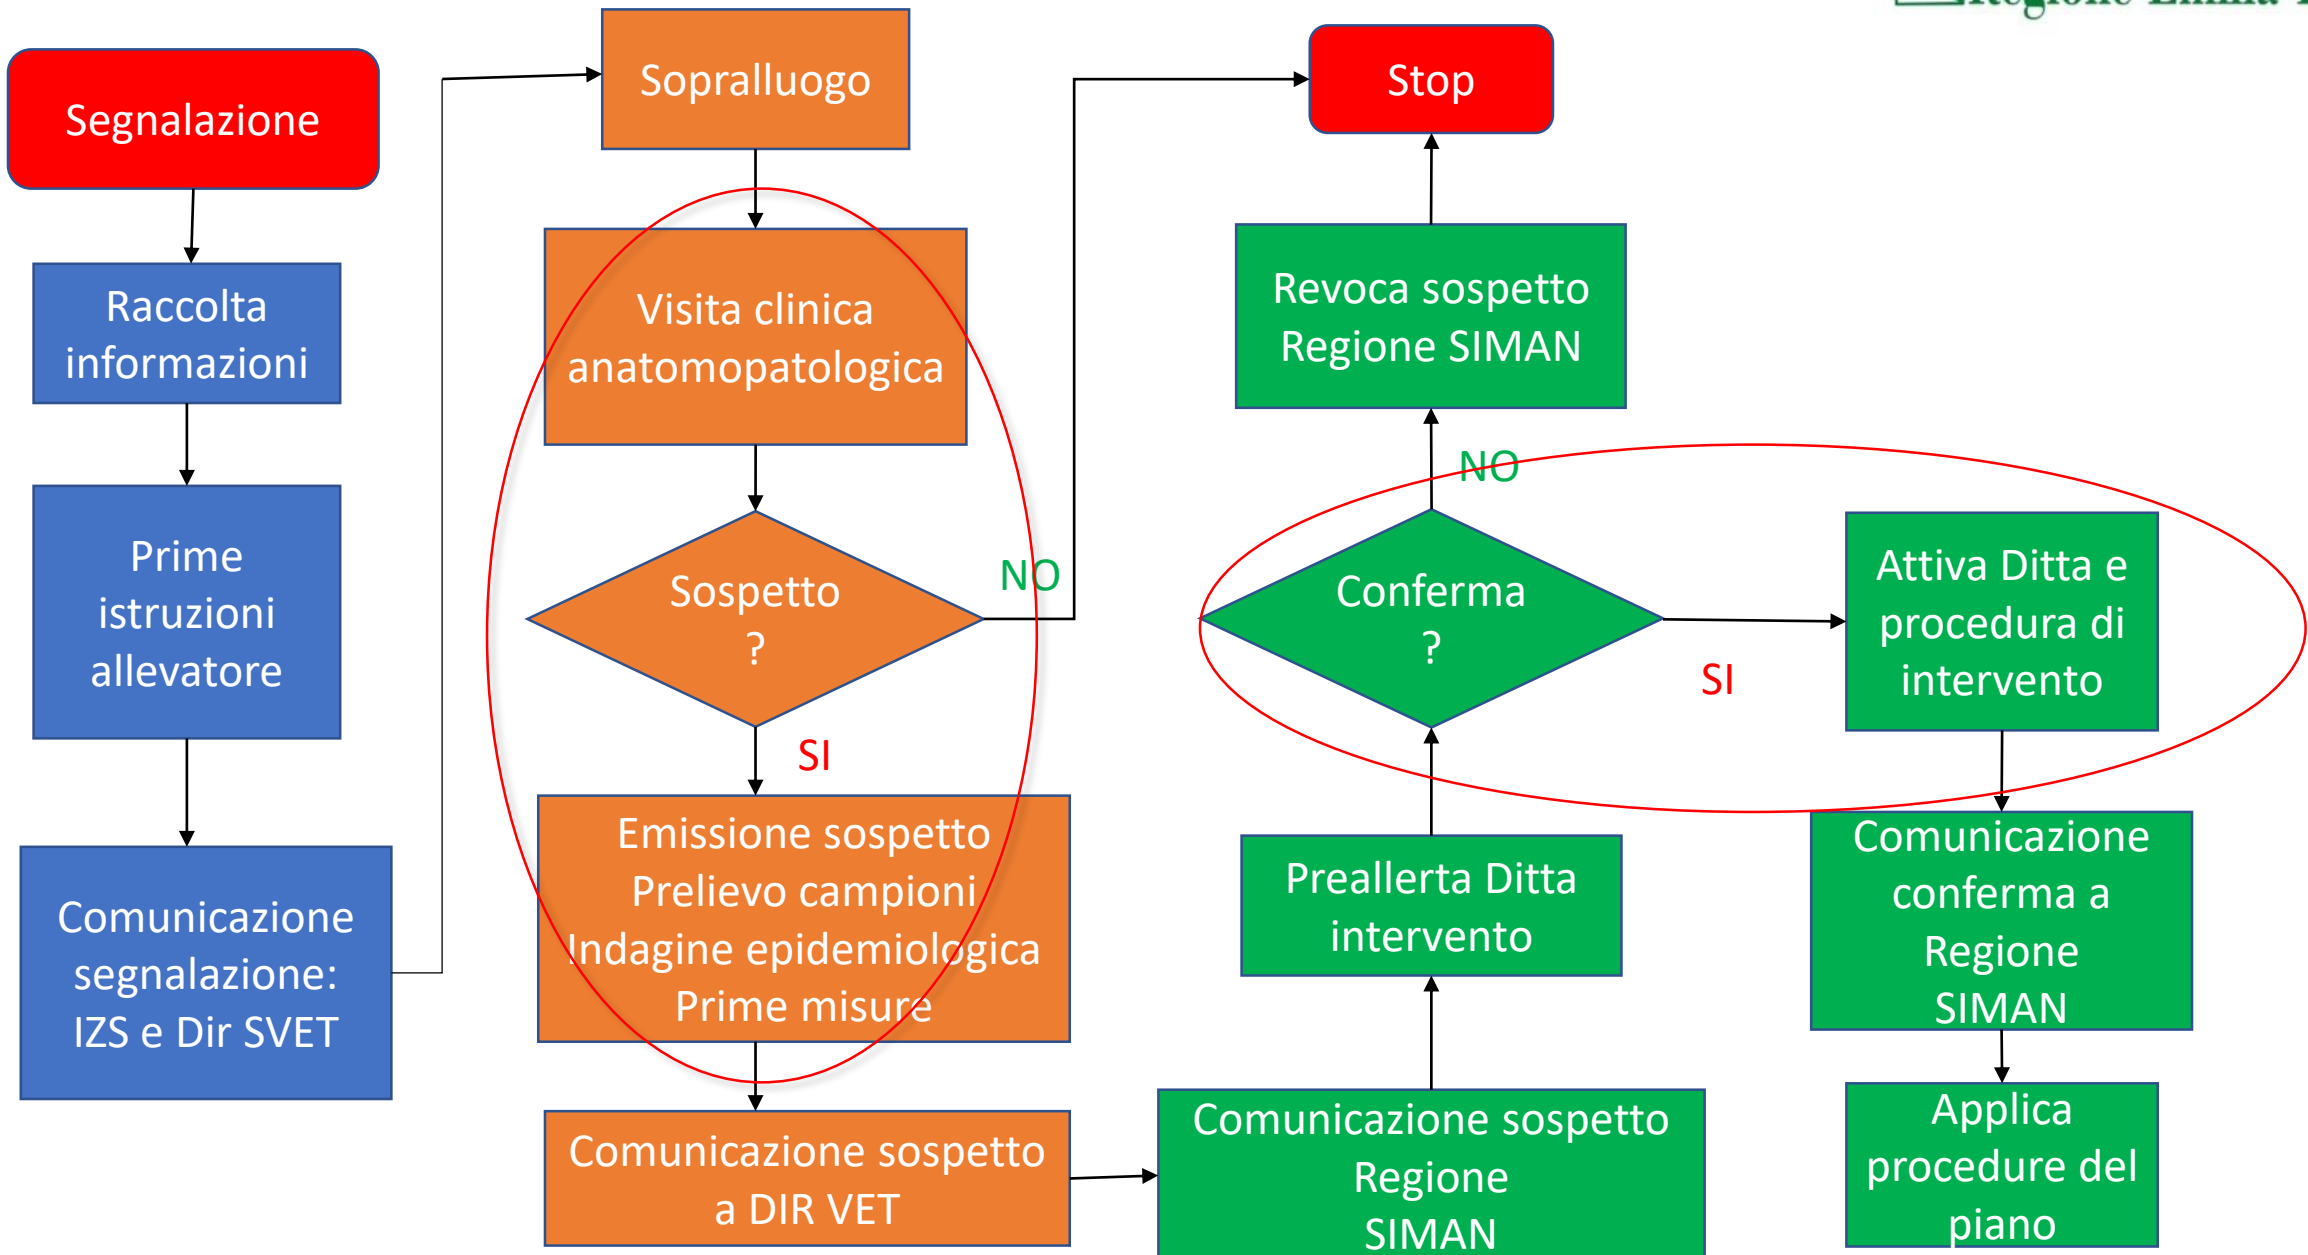 Segnalazione
Raccolta
informazioni
Prime
istruzioni
allevatore
Comunicazione
segnalazione:
IZS e Dir SVET
Sopralluogo
Visita clinica
anatomopatologica
Sospetto
?
NO
SI
Emissione sospetto
Prelievo campioni
Indagine epidemiologica
Prime misure
Comunicazione sospetto
a DIR VET
Comunicazione sospetto
Regione
SIMAN
Preallerta Ditta
intervento
Conferma
?
NO
Revoca sospetto
Regione SIMAN
Stop
SI
Attiva Ditta e
procedura di
intervento
Comunicazione
conferma a
Regione
SIMAN
Applica
procedure del
piano
Regione Emilia